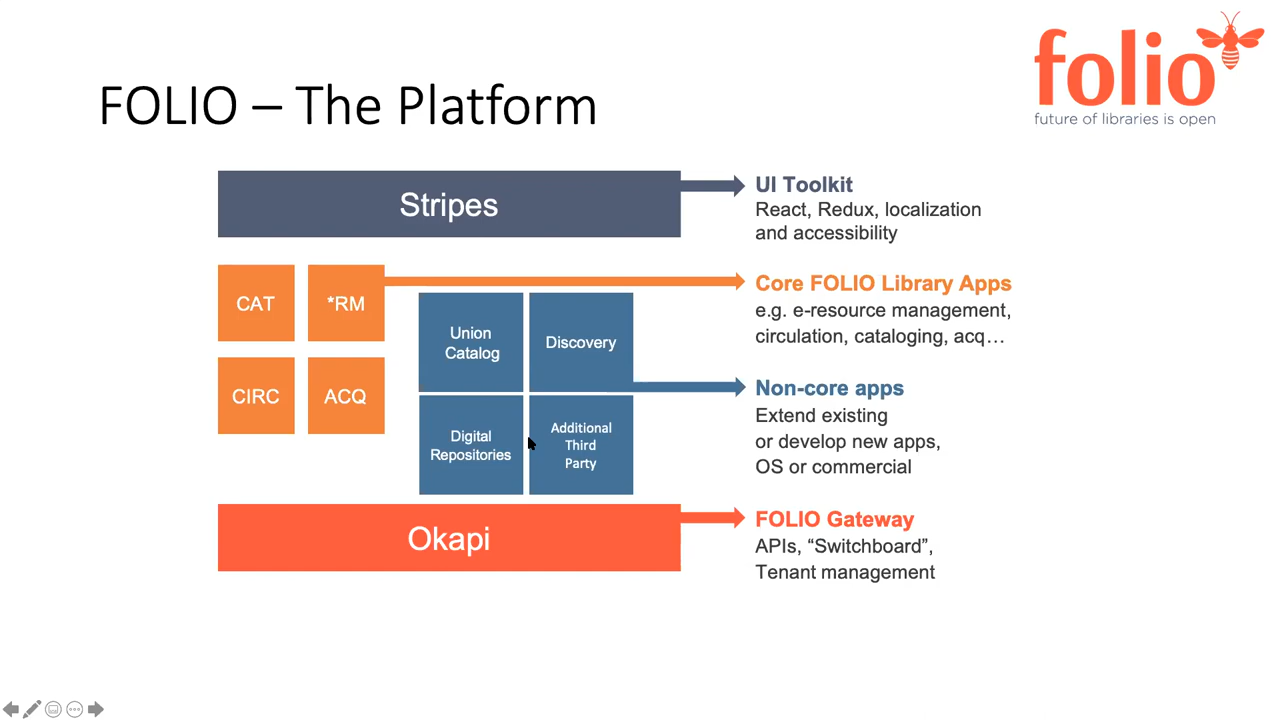 folio
future of libraries is open
FOLIO – The Platform
Stripes
UI Toolkit
React, Redux, localization
and accessibility
CAT
*RM
CIRC
ACQ
Core FOLIO Library Apps
e.g. e-resource management,
circulation, cataloging, acq…
Union
Catalog
Discovery
Digital
Repositories
Additional
Third
Party
Non-core apps
Extend existing
or develop new apps,
OS or commercial
Okapi
FOLIO Gateway
APIs, “Switchboard”,
Tenant management